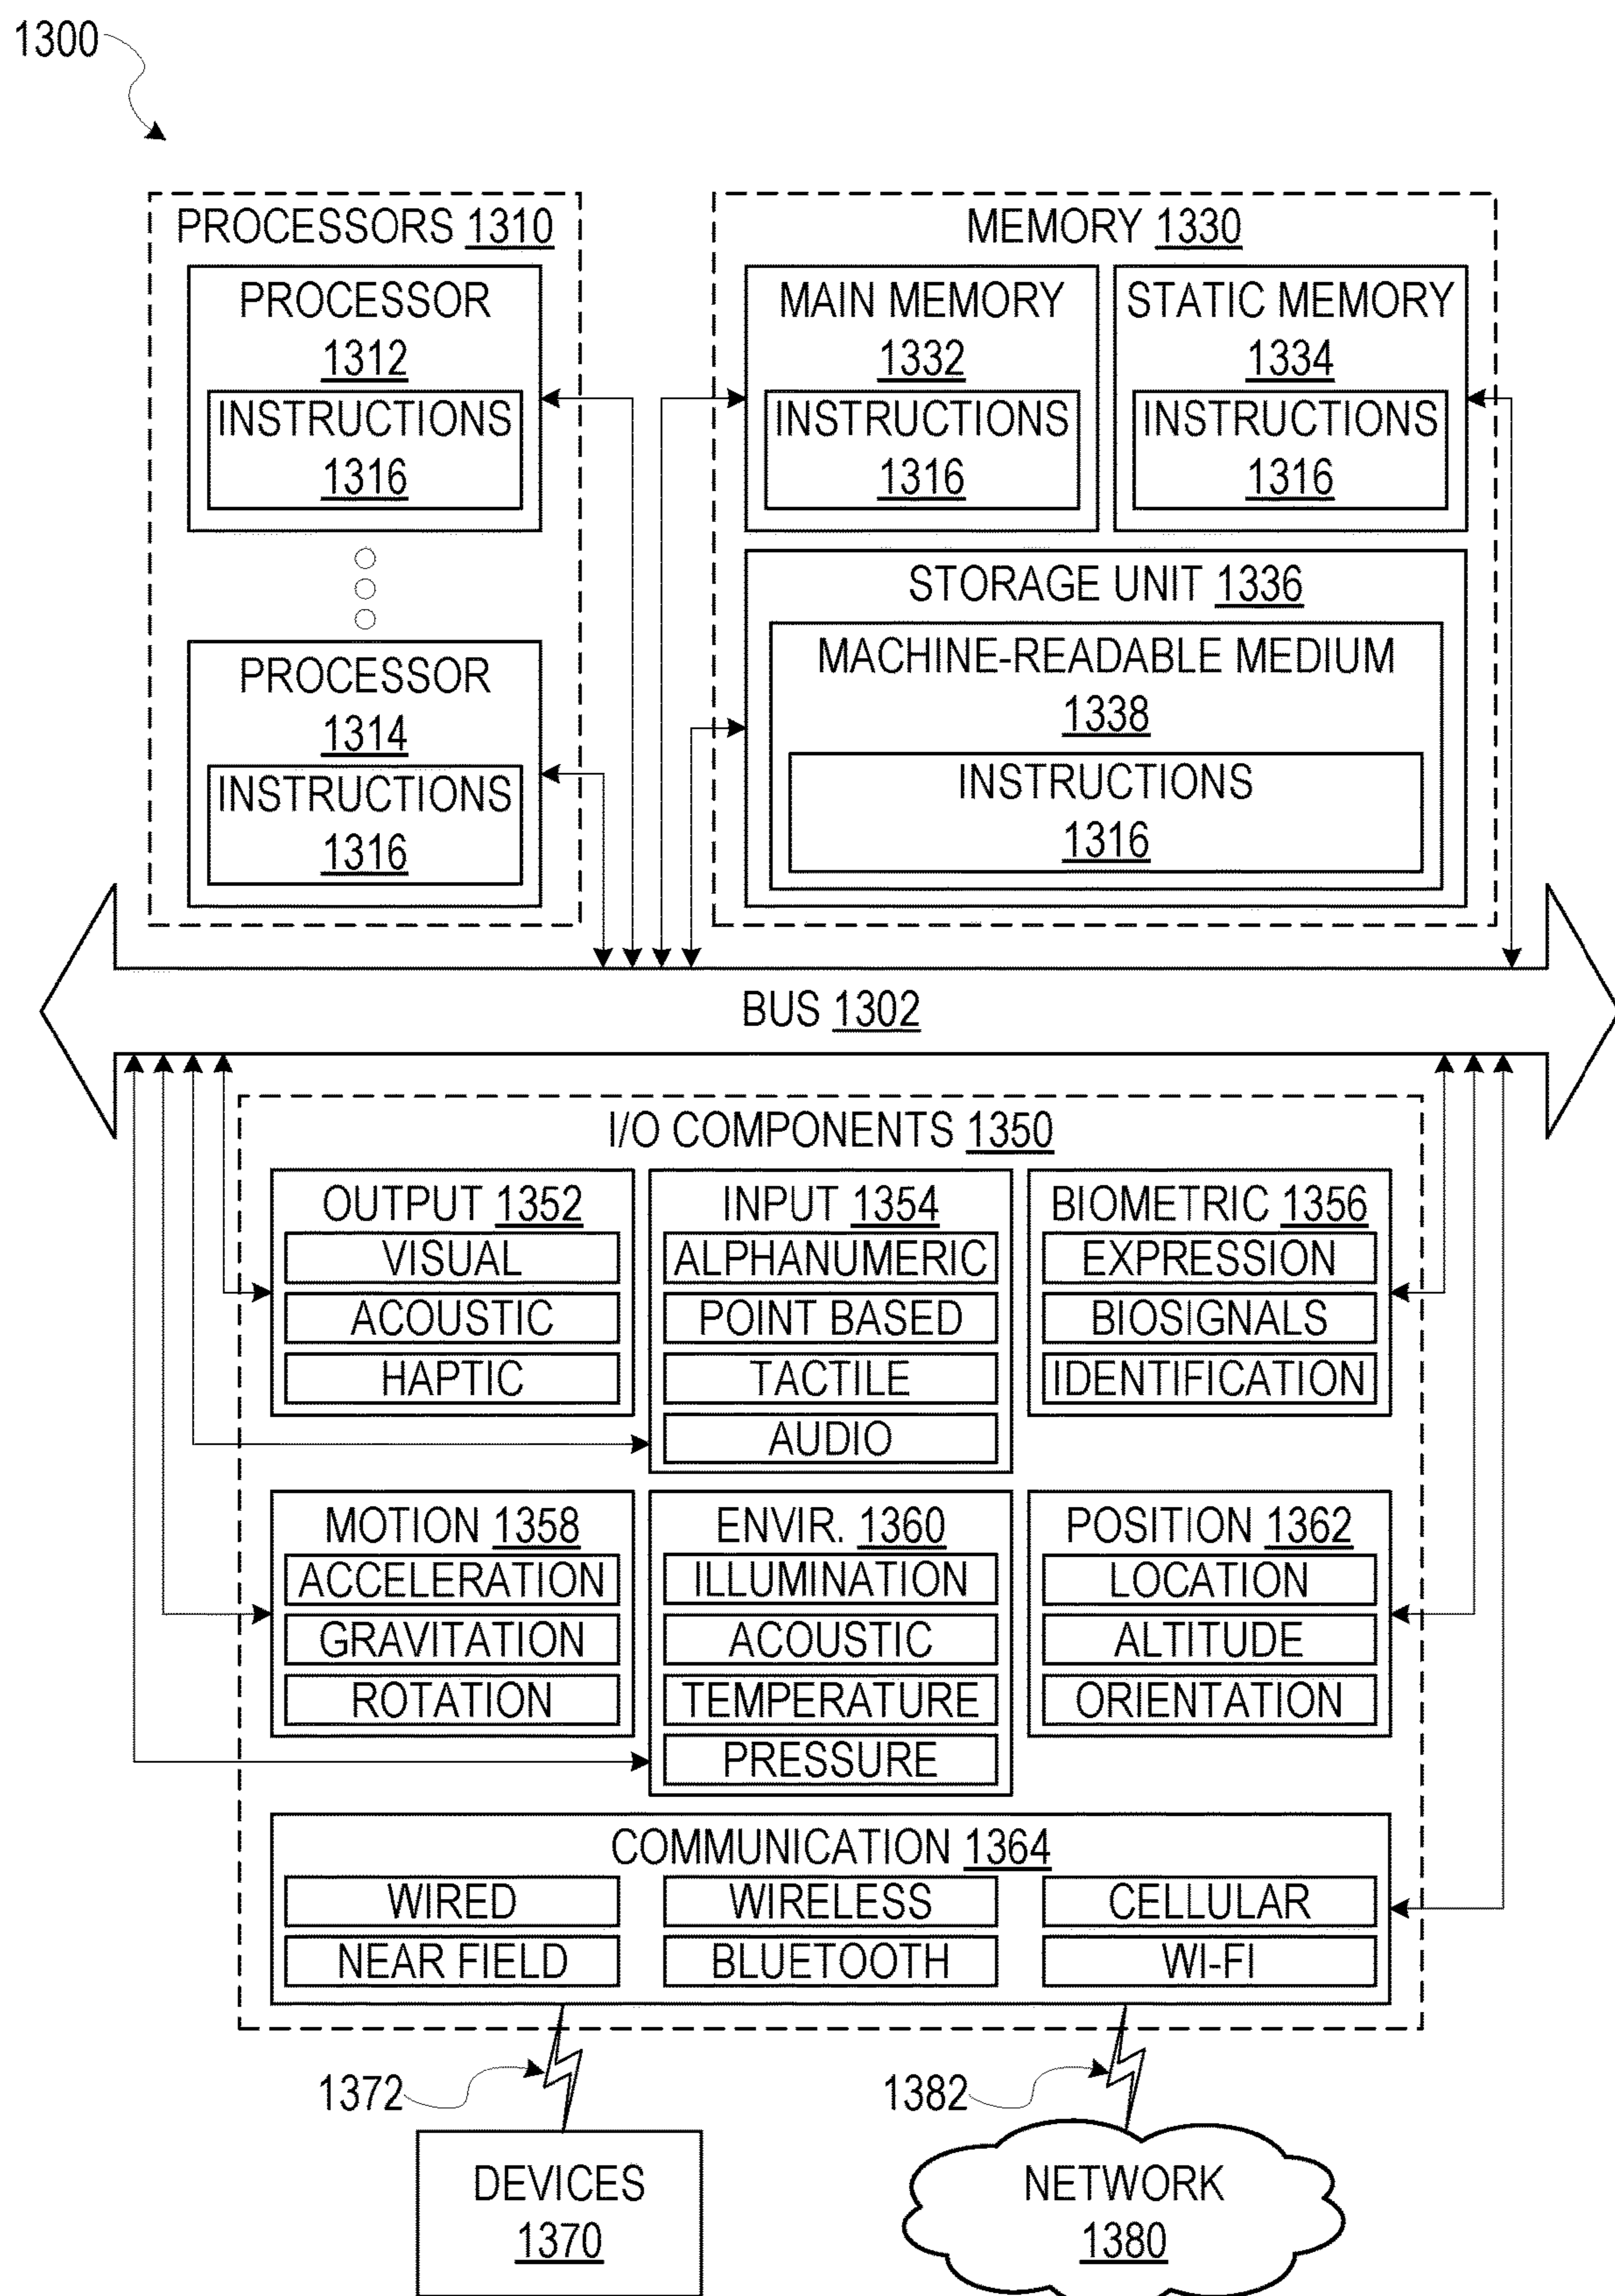 1300
PROCESSORS 1310
PROCESSOR
1312
INSTRUCTIONS
1316
PROCESSOR
1314
INSTRUCTIONS
1316
MEMORY 1330
MAIN MEMORY
1332
INSTRUCTIONS
1316
STATIC MEMORY
1334
INSTRUCTIONS
1316
STORAGE UNIT 1336
MACHINE-READABLE MEDIUM
1338
INSTRUCTIONS
1316
BUS 1302
I/O COMPONENTS 1350
OUTPUT 1352
VISUAL
ACOUSTIC
HAPTIC
INPUT 1354
ALPHANUMERIC
POINT BASED
TACTILE
AUDIO
BIOMETRIC 1356
EXPRESSION
BIOSIGNALS
IDENTIFICATION
MOTION 1358
ACCELERATION
GRAVITATION
ROTATION
ENVIR. 1360
ILLUMINATION
ACOUSTIC
TEMPERATURE
PRESSURE
POSITION 1362
LOCATION
ALTITUDE
ORIENTATION
COMMUNICATION 1364
WIRED
WIRELESS
CELLULAR
NEAR FIELD
BLUETOOTH
WI-FI
1372
1382
DEVICES
1370
NETWORK
1380